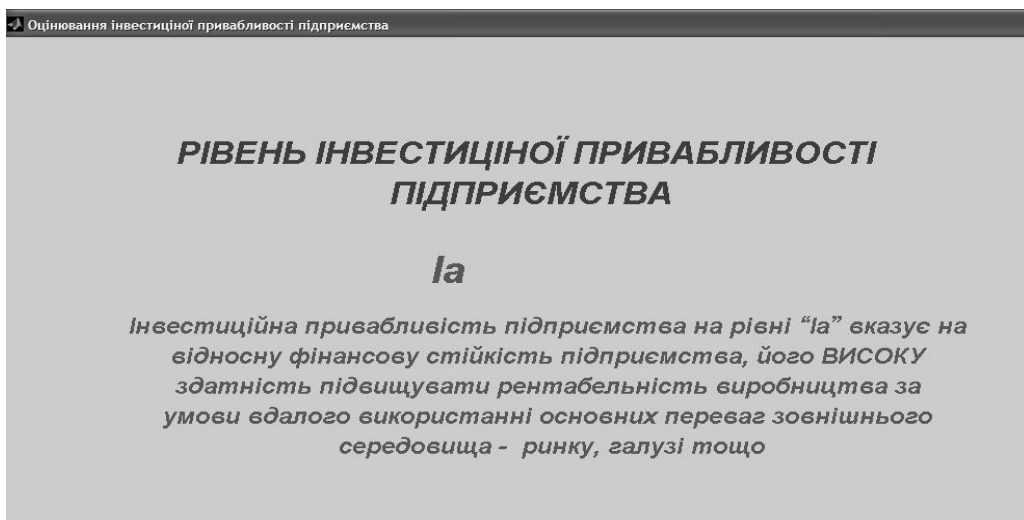 Оцінювання інвестиціної привабливості підприємства
РІВЕНЬ ІНВЕСТИЦІНОЇ ПРИВАБЛИВОСТІ
ПІДПРИЄМСТВА
Іа
Інвестиційна привабливість підприємства на рівні “Іа” вказує на
відносну фінансову стійкість підприємства, його ВИСОКУ
здатність підвищувати рентабельність виробництва за
умови вдалого використанні основних переваг зовнішнього
середовища - ринку, галузі тощо